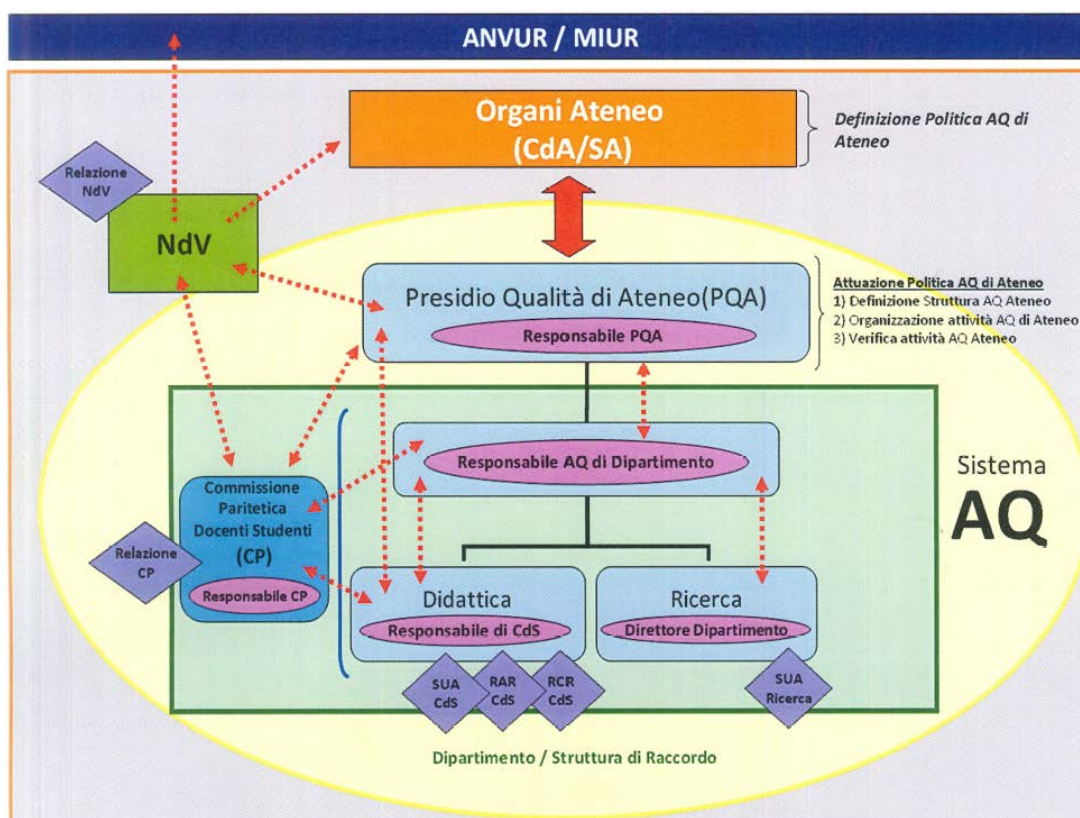 ANVUR / MIUR
Organi Ateneo
(CdA/SA)
Definizione Politica AQ di
Ateneo
Relazione
NdV
NdV
Presidio Qualità di Ateneo(PQA)
Responsabile PQA
Attuazione Politica AQ di Ateneo
1) Definizione Struttura AQ Ateneo
2) Organizzazione attività AQ di Ateneo
3) Verifica attività AQ Ateneo
Responsabile AQ di Dipartimento
Sistema
AQ
Commissione
Paritetica
Docenti Studenti
(CP)
Responsabile CP
Relazione
CP
Didattica
Responsabile di CdS
Ricerca
Direttore Dipartimento
SUA
CdS
RAR
CdS
RCR
CdS
SUA
Ricerca
Dipartimento / Struttura di Raccordo